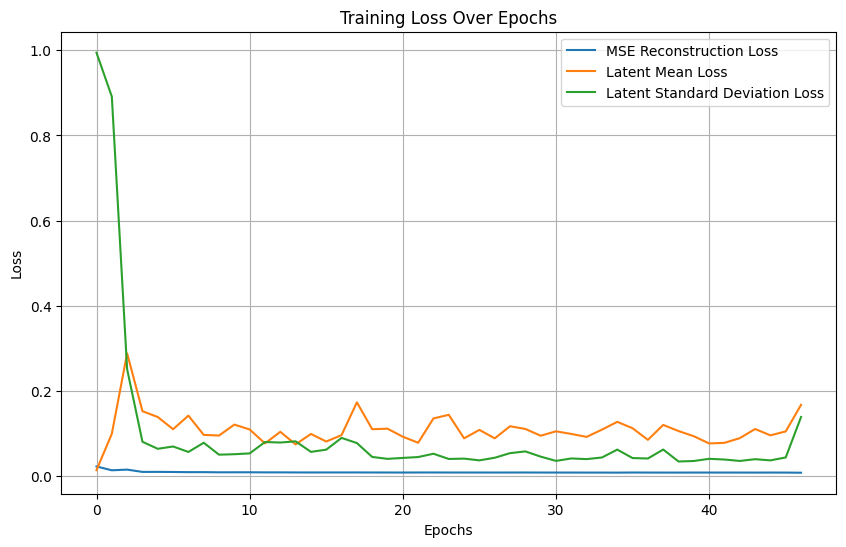 Training Loss Over Epochs
MSE Reconstruction Loss
Latent Mean Loss
Latent Standard Deviation Loss
Loss
1.0
0.8
0.6
0.4
0.2
0.0
0
10
20
30
40
Epochs